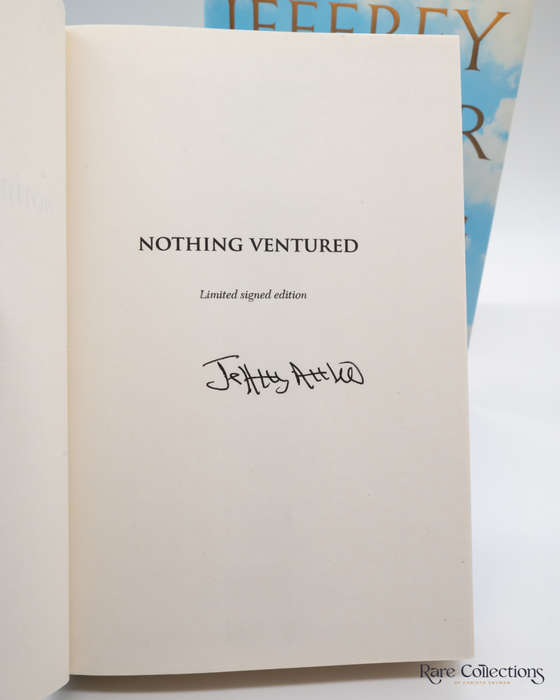 JEFFREY
R
NOTHING VENTURED
Limited signed edition
Rare Collections